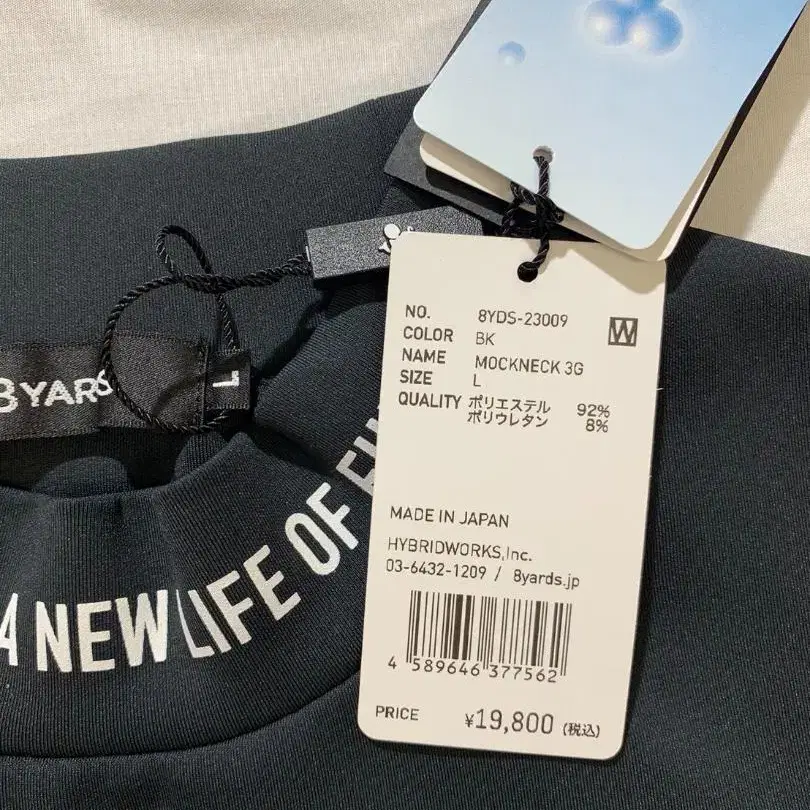 8 YARDS
L
A NEW LIFE OF
NO. 8YDS-23009
W
COLOR BK
NAME MOCKNECK 3G
SIZE L
QUALITY ポリエステル 92%
ポリウレタン 8%
MADE IN JAPAN
HYBRIDWORKS,Inc.
03-6432-1209 / 8yards.jp
4 589646 377562
PRICE ¥19,800 (税込)